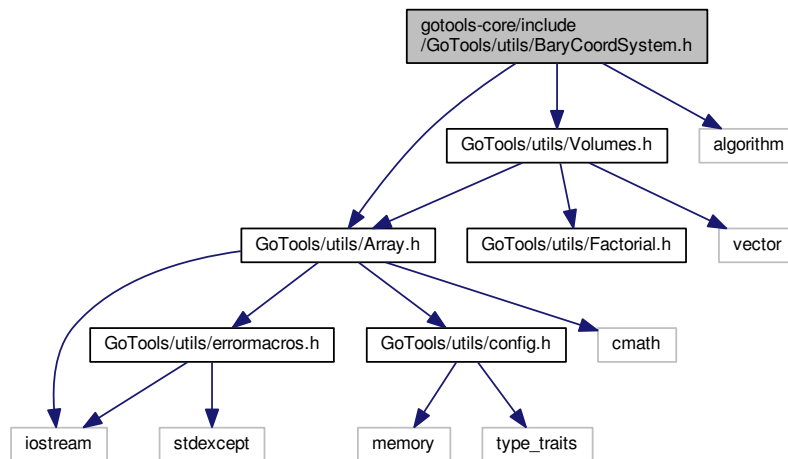 gotools-core/include
/GoTools/utils/BaryCoordSystem.h
GoTools/utils/Volumes.h
algorithm
GoTools/utils/Array.h
GoTools/utils/Factorial.h
vector
GoTools/utils/errormacros.h
GoTools/utils/config.h
cmath
iostream
stdexcept
memory
type_traits